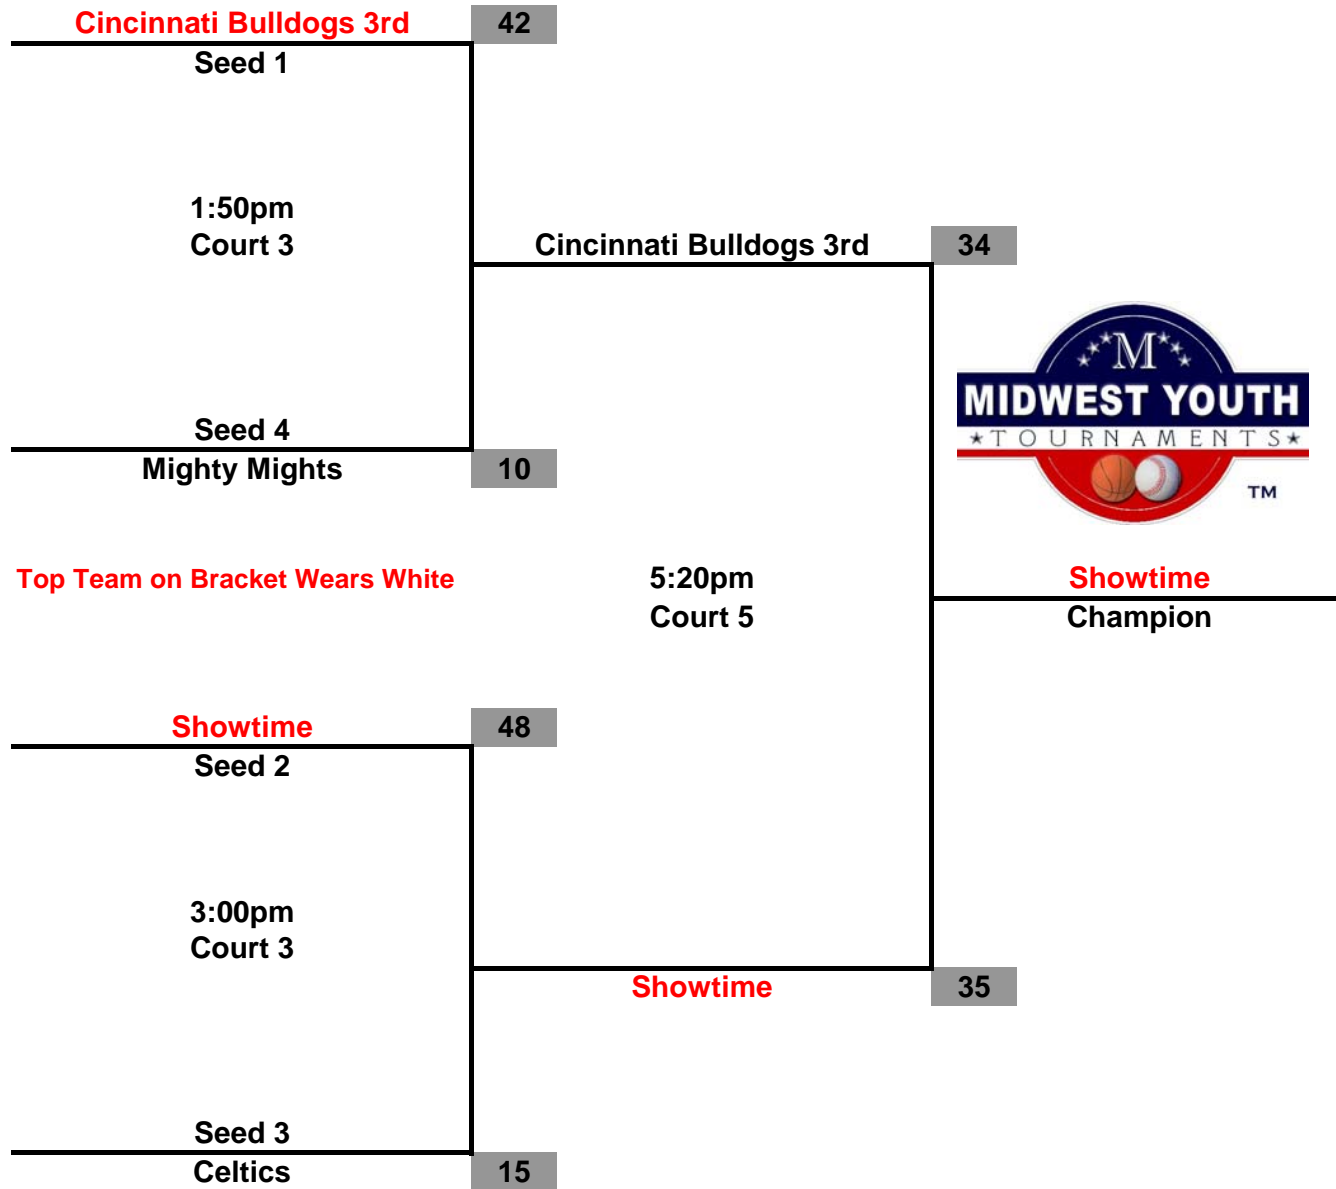 Cincinnati Bulldogs 3rd 42
Seed 1
1:50pm
Court 3
Cincinnati Bulldogs 3rd 34
M
MIDWEST YOUTH
TOURNAMENTS
TM
Seed 4
Mighty Mights 10
Top Team on Bracket Wears White
5:20pm
Court 5
Showtime
Champion
Showtime 48
Seed 2
3:00pm
Court 3
Showtime 35
Seed 3
Celtics 15